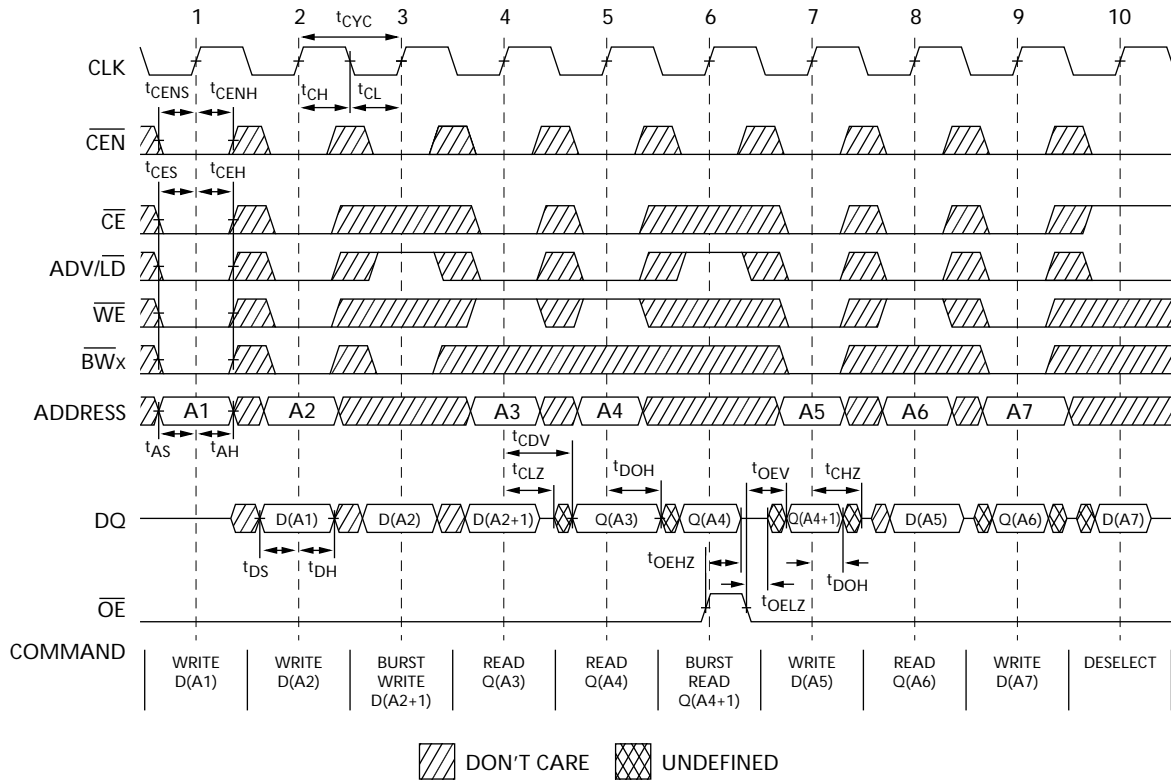 1 2 3 4 5 6 7 8 9 10
tCYC
CLK
tCENS tCENH tCH tCL
CEN
tCES tCEH
CE
ADV/LD
WE
BWx
ADDRESS A1 A2 A3 A4 A5 A6 A7
tAS tAH tCDV
tCLZ tDOH tOEV tCHZ
DQ D(A1) D(A2) D(A2+1) Q(A3) Q(A4) Q(A4+1) D(A5) Q(A6) D(A7)
tDS tDH tOEHZ tDOH
tOELZ
OE
COMMAND
WRITE D(A1)
WRITE D(A2)
BURST WRITE D(A2+1)
READ Q(A3)
READ Q(A4)
BURST READ Q(A4+1)
WRITE D(A5)
READ Q(A6)
WRITE D(A7)
DESELECT
DON'T CARE UNDEFINED